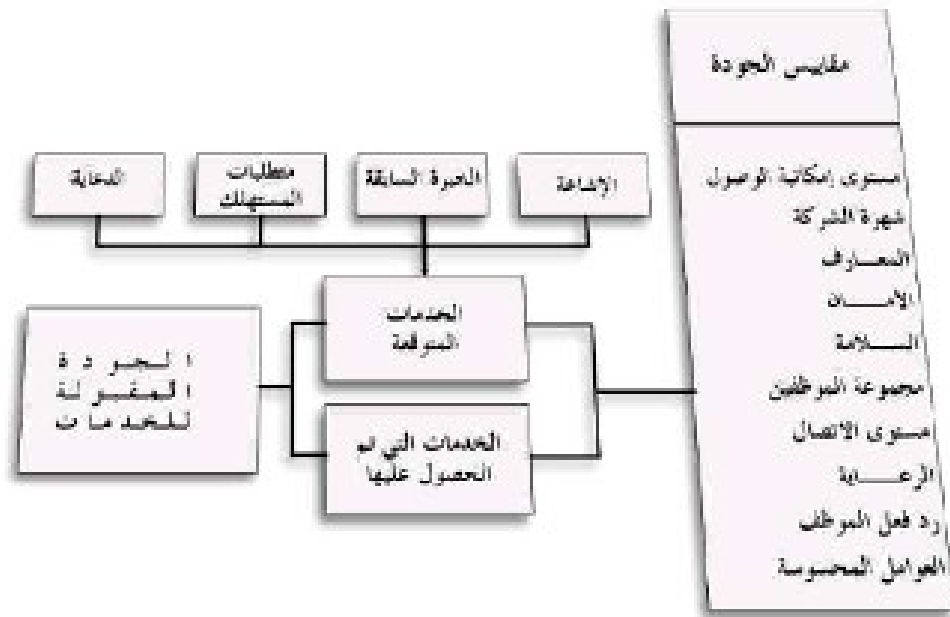 مقاييس الجودة
مستوى إمكانية الوصول
شهرة الشركة
المعارف
الأمان
السلامة
مجموعة الموظفين
مستوى الاتصال
الرعاية
رد فعل الموظف
العوامل المحسوسة
الإشاعة
الخبرة السابقة
متطلبات
المستهلك
الدعاية
الخدمات
المتوقعة
الخدمات التي تم
الحصول عليها
الجودة
المقبولة
للخدمات